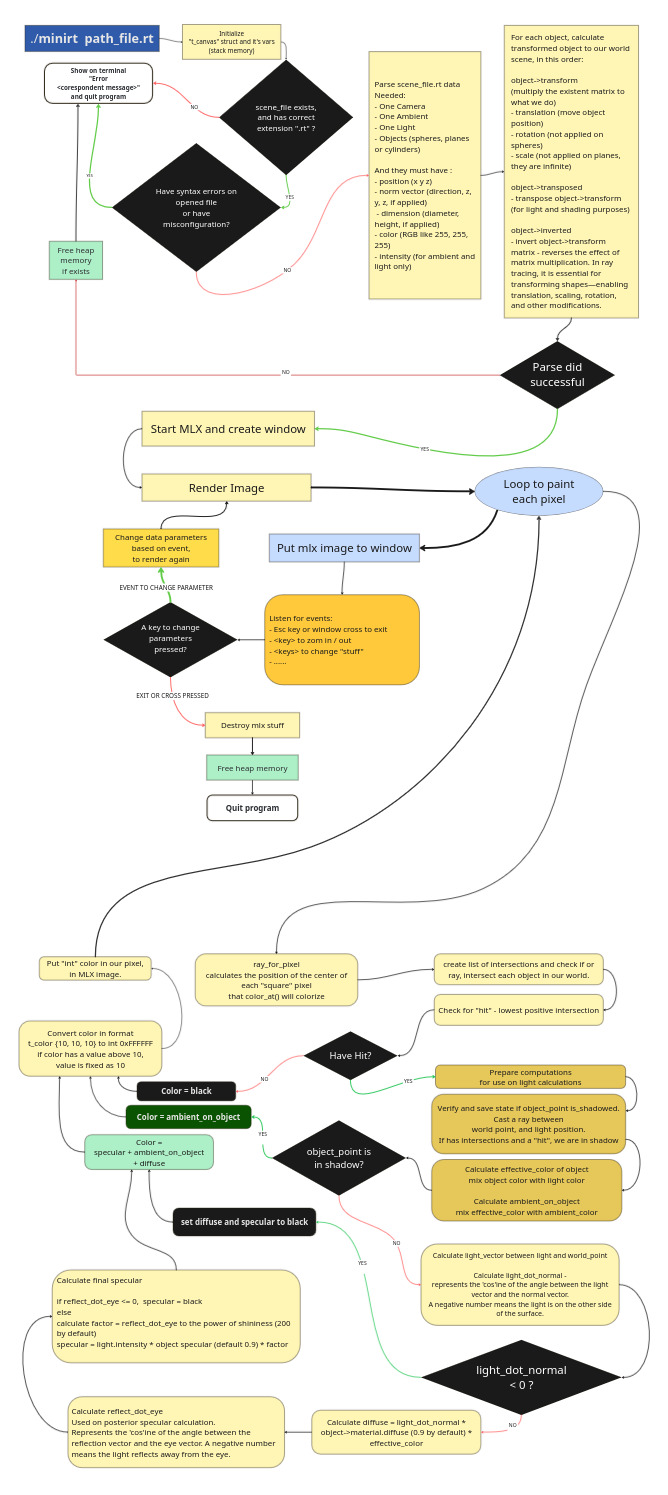 ./minirt path_file.rt
Initialize
"t_canvas" struct and it's vars
(stack memory)
Show on terminal
"Error
<corespondent message>"
and quit program
NO
scene_file exists,
and has correct
extension ".rt" ?
YES
Have syntax errors on
opened file
or have
misconfiguration?
YES
NO
Free heap
memory
if exists
Parse scene_file.rt data
Needed:
- One Camera
- One Ambient
- One Light
- Objects (spheres, planes
or cylinders)
And they must have :
- position (x y z)
- norm vector (direction, z,
y, z, if applied)
- dimension (diameter,
height, if applied)
- color (RGB like 255, 255,
255)
- intensity (for ambient and
light only)
For each object, calculate
transformed object to our world
scene, in this order:
object->transform
(multiply the existent matrix to
what we do)
- translation (move object
position)
- rotation (not applied on
spheres)
- scale (not applied on planes,
they are infinite)
object->transposed
- transpose object->transform
(for light and shading purposes)
object->inverted
- invert object->transform
matrix - reverses the effect of
matrix multiplication. In ray
tracing, it is essential for
transforming shapes—enabling
translation, scaling, rotation,
and other modifications.
Parse did
successful
NO
YES
Start MLX and create window
Render Image
Loop to paint
each pixel
Change data parameters
based on event,
to render again
Put mlx image to window
EVENT TO CHANGE PARAMETER
A key to change
parameters
pressed?
Listen for events:
- Esc key or window cross to exit
- <key> to zom in / out
- <keys> to change "stuff"
- ......
EXIT OR CROSS PRESSED
Destroy mlx stuff
Free heap memory
Quit program
Put "int" color in our pixel,
in MLX image.
ray_for_pixel
calculates the position of the center of
each "square" pixel
that color_at() will colorize
create list of intersections and check if or
ray, intersect each object in our world.
Check for "hit" - lowest positive intersection
Convert color in format
t_color {10, 10, 10} to int 0xFFFFFF
if color has a value above 10,
value is fixed as 10
Have Hit?
NO
YES
Color = black
Prepare computations
for use on light calculations
Color = ambient_on_object
Verify and save state if object_point is_shadowed.
Cast a ray between
world point, and light position.
If has intersections and a "hit", we are in shadow
YES
Color =
specular + ambient_on_object
+ diffuse
object_point is
in shadow?
Calculate effective_color of object
mix object color with light color
Calculate ambient_on_object
mix effective_color with ambient_color
set diffuse and specular to black
NO
YES
Calculate light_vector between light and world_point
Calculate light_dot_normal -
represents the 'cos'ine of the angle between the light
vector and the normal vector.
A negative number means the light is on the other side
of the surface.
Calculate final specular
if reflect_dot_eye <= 0, specular = black
else
calculate factor = reflect_dot_eye to the power of shininess (200
by default)
specular = light.intensity * object specular (default 0.9) * factor
light_dot_normal
< 0 ?
NO
Calculate reflect_dot_eye
Used on posterior specular calculation.
Represents the 'cos'ine of the angle between the
reflection vector and the eye vector. A negative number
means the light reflects away from the eye.
Calculate diffuse = light_dot_normal *
object->material.diffuse (0.9 by default) *
effective_color